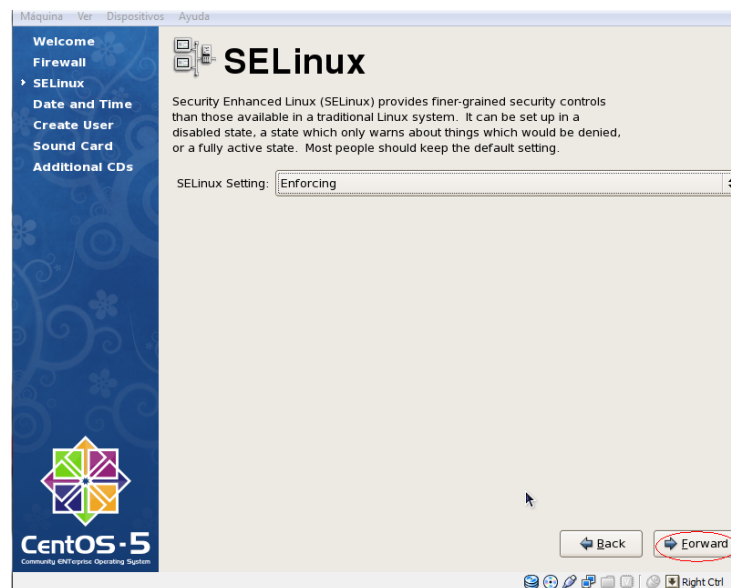 Máquina Ver Dispositivos Ayuda
Welcome
Firewall
SELinux
Date and Time
Create User
Sound Card
Additional CDs
SELinux
Security Enhanced Linux (SELinux) provides finer-grained security controls
than those available in a traditional Linux system. It can be set up in a
disabled state, a state which only warns about things which would be denied,
or a fully active state. Most people should keep the default setting.
SELinux Setting: Enforcing
Back
Forward
CentOS-5
Community ENTerprise Operating System
Right Ctrl